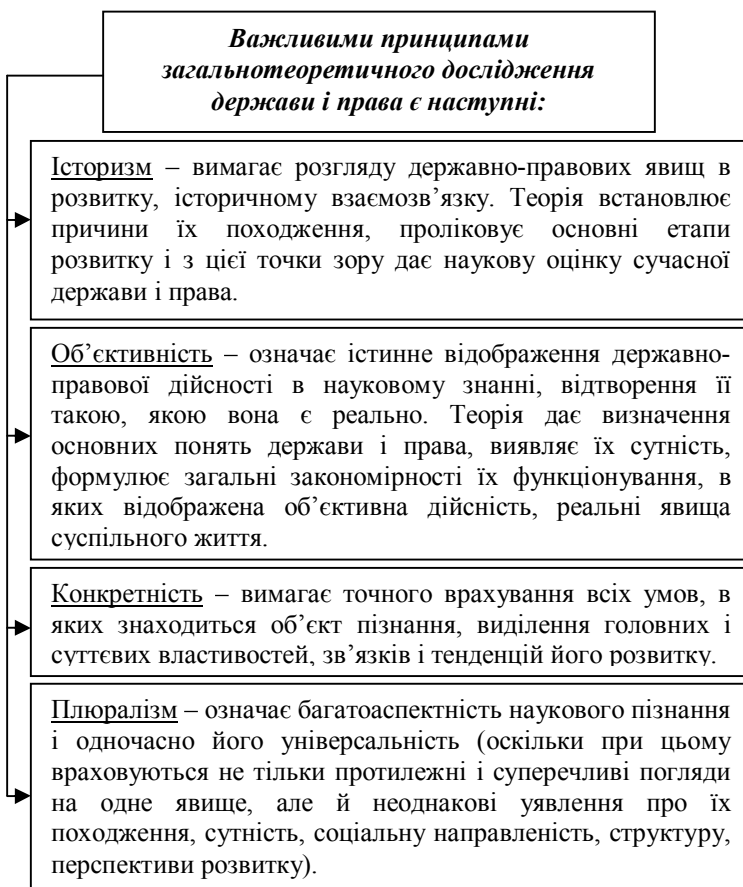 Важливими принципами
загальнотеоретичного дослідження
держави і права є наступні:
Історизм – вимагає розгляду державно-правових явищ в
розвитку, історичному взаємозв’язку. Теорія встановлює
причини їх походження, проліковує основні етапи
розвитку і з цієї точки зору дає наукову оцінку сучасної
держави і права.
Об’єктивність – означає істинне відображення державно-
правової дійсності в науковому знанні, відтворення її
такою, якою вона є реально. Теорія дає визначення
основних понять держави і права, виявляє їх сутність,
формулює загальні закономірності їх функціонування, в
яких відображена об’єктивна дійсність, реальні явища
суспільного життя.
Конкретність – вимагає точного врахування всіх умов, в
яких знаходиться об’єкт пізнання, виділення головних і
суттєвих властивостей, зв’язків і тенденцій його розвитку.
Плюралізм – означає багатоаспектність наукового пізнання
і одночасно його універсальність (оскільки при цьому
враховуються не тільки протилежні і суперечливі погляди
на одне явище, але й неоднакові уявлення про їх
походження, сутність, соціальну направленість, структуру,
перспективи розвитку).